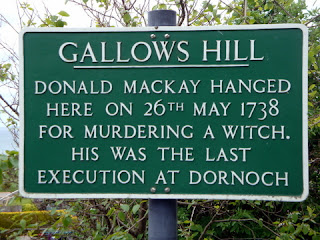 GALLOWS HILL
DONALD MACKAY HANGED
HERE ON 26TH MAY 1738
FOR MURDERING A WITCH.
HIS WAS THE LAST
EXECUTION AT DORNOCH